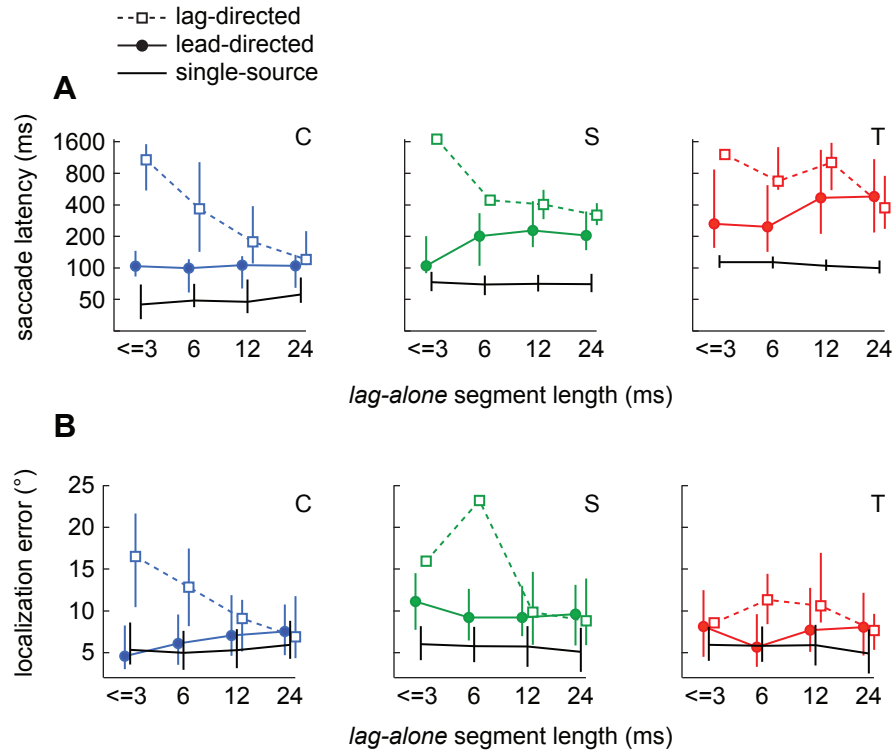 lag-directed
lead-directed
single-source
A
saccade latency (ms)
1600
800
400
200
100
50
C
<=3 6 12 24
S
<=3 6 12 24
T
<=3 6 12 24
lag-alone segment length (ms)
B
localization error (°)
25
20
15
10
5
C
<=3 6 12 24
S
<=3 6 12 24
T
<=3 6 12 24
lag-alone segment length (ms)